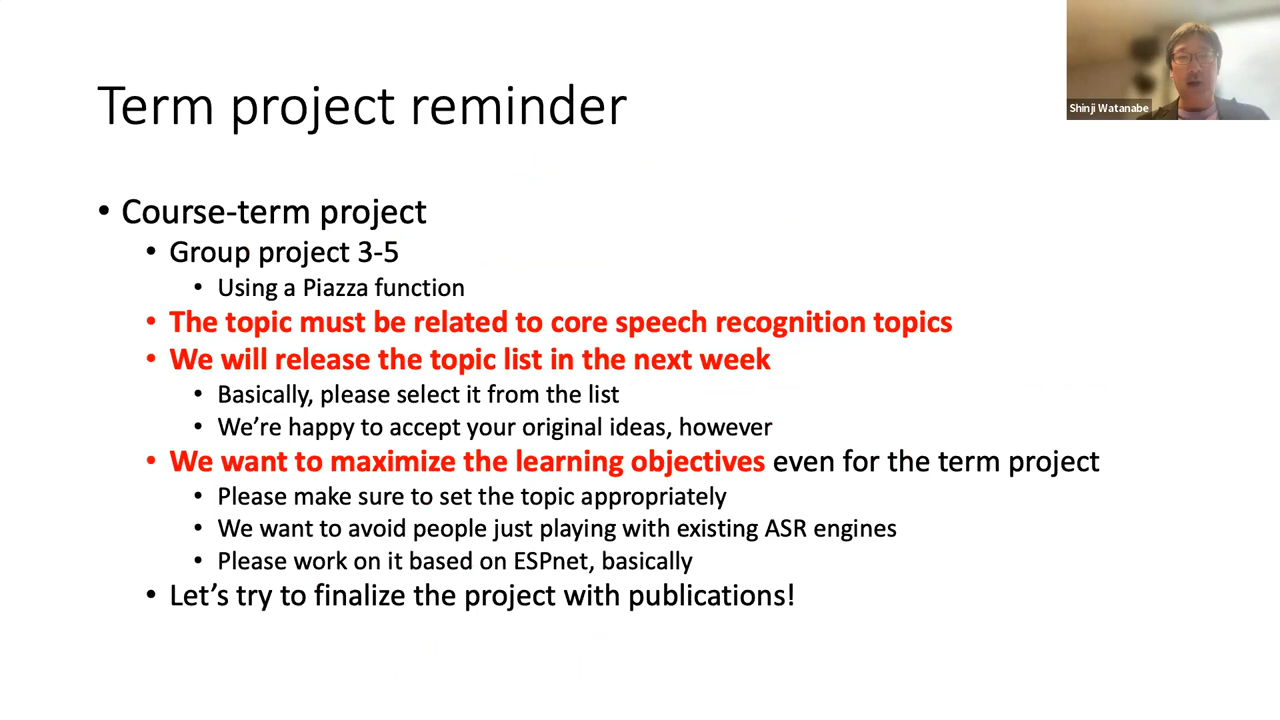 Term project reminder
Shinji Watanabe
• Course-term project
• Group project 3-5
• Using a Piazza function
• The topic must be related to core speech recognition topics
• We will release the topic list in the next week
• Basically, please select it from the list
• We’re happy to accept your original ideas, however
• We want to maximize the learning objectives even for the term project
• Please make sure to set the topic appropriately
• We want to avoid people just playing with existing ASR engines
• Please work on it based on ESPnet, basically
• Let’s try to finalize the project with publications!